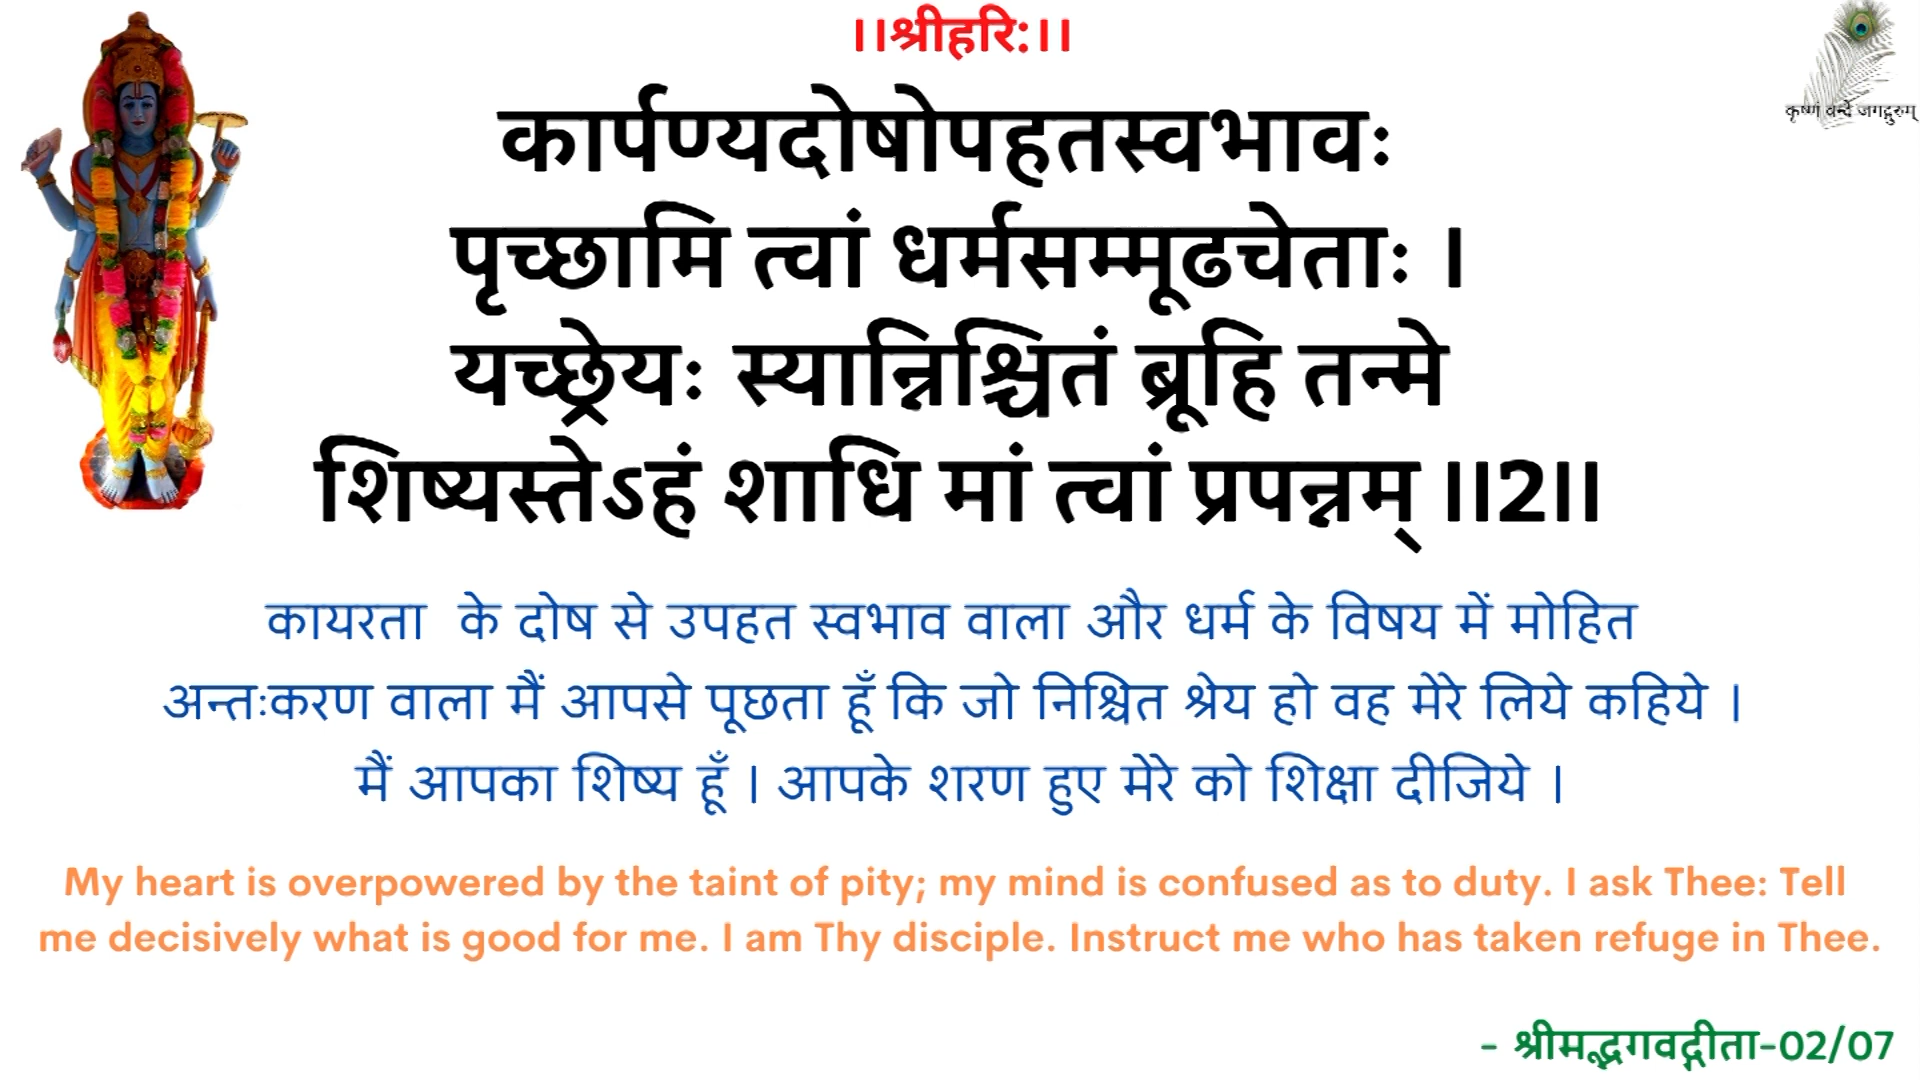 ।।श्रीहरि:।।
कृष्णं वन्दे जगद्गुरुम्
कार्पण्यदोषोपहतस्वभावः
पृच्छामि त्वां धर्मसम्मूढचेताः ।
यच्छ्रेयः स्यान्निश्चितं ब्रूहि तन्मे
शिष्यस्तेऽहं शाधि मां त्वां प्रपन्नम् ।।2।।
कायरता के दोष से उपहत स्वभाव वाला और धर्म के विषय में मोहित
अन्तःकरण वाला मैं आपसे पूछता हूँ कि जो निश्चित श्रेय हो वह मेरे लिये कहिये ।
मैं आपका शिष्य हूँ । आपके शरण हुए मेरे को शिक्षा दीजिये ।
My heart is overpowered by the taint of pity; my mind is confused as to duty. I ask Thee: Tell
me decisively what is good for me. I am Thy disciple. Instruct me who has taken refuge in Thee.
- श्रीमद्भगवद्गीता-02/07